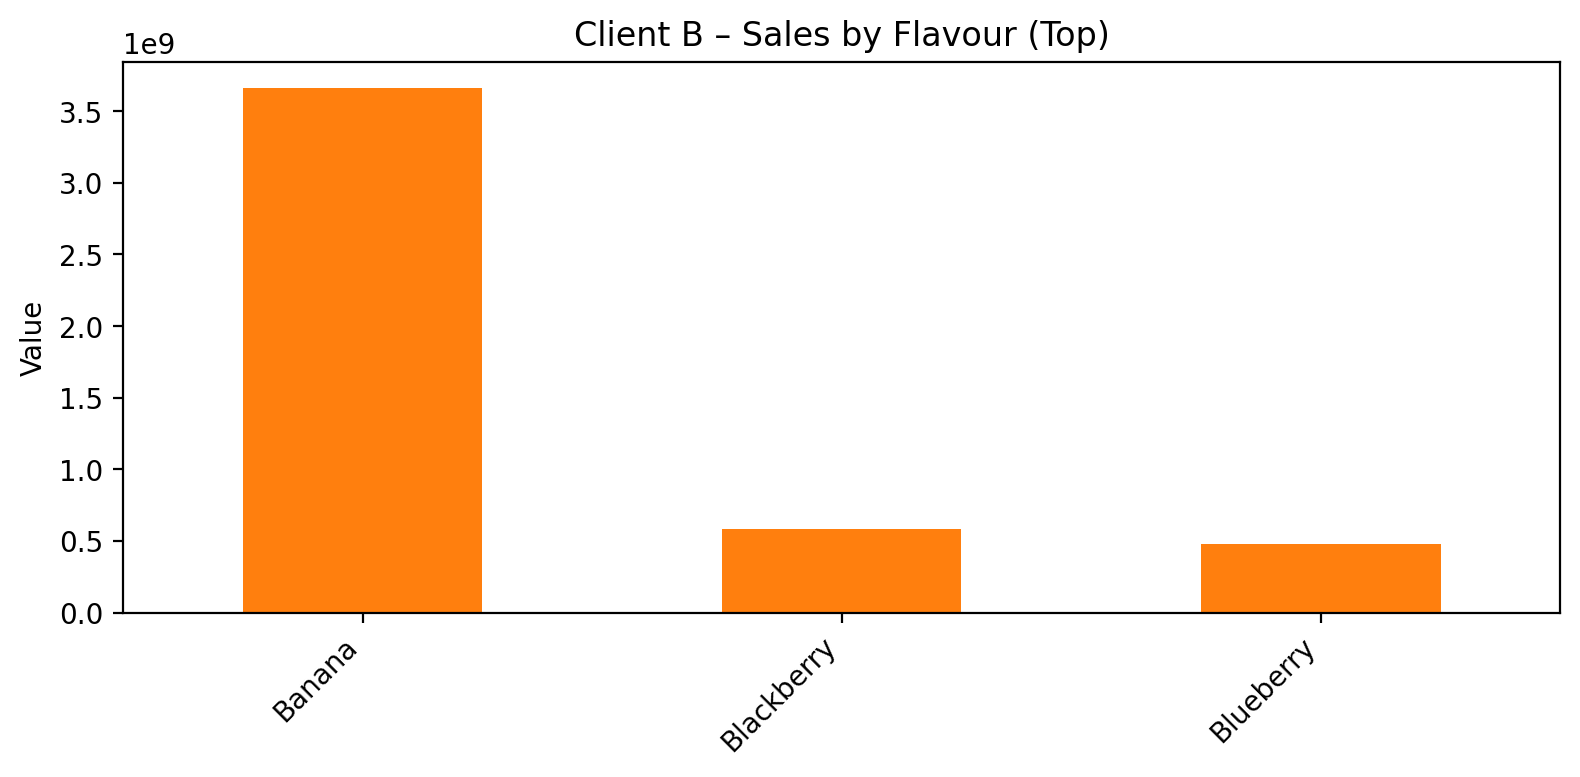 Client B – Sales by Flavour (Top)
1e9
3.5
3.0
2.5
2.0
1.5
1.0
0.5
0.0
Value
Banana
Blackberry
Blueberry